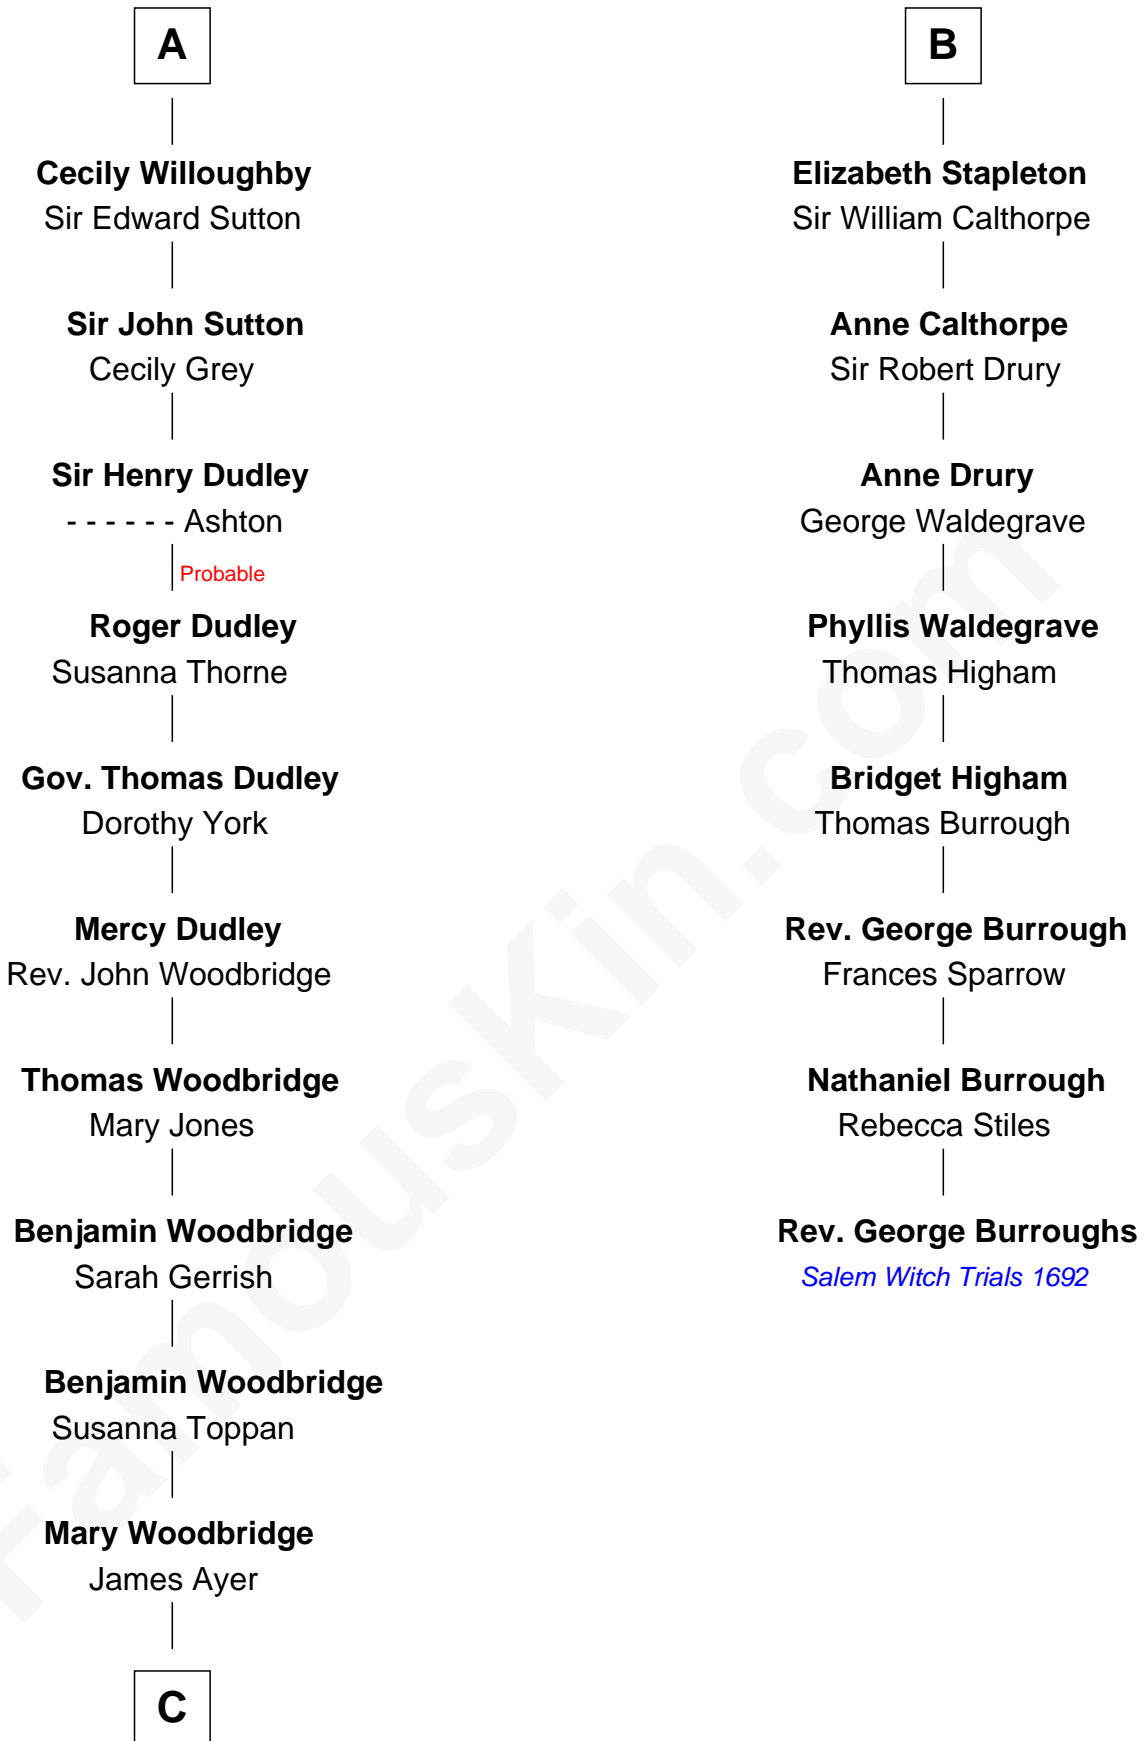 A
Cecily Willoughby
Sir Edward Sutton
Sir John Sutton
Cecily Grey
Sir Henry Dudley
- - - - - - Ashton
Probable
Roger Dudley
Susanna Thorne
Gov. Thomas Dudley
Dorothy York
Mercy Dudley
Rev. John Woodbridge
Thomas Woodbridge
Mary Jones
Benjamin Woodbridge
Sarah Gerrish
Benjamin Woodbridge
Susanna Toppan
Mary Woodbridge
James Ayer
C
B
Elizabeth Stapleton
Sir William Calthorpe
Anne Calthorpe
Sir Robert Drury
Anne Drury
George Waldegrave
Phyllis Waldegrave
Thomas Higham
Bridget Higham
Thomas Burrough
Rev. George Burrough
Frances Sparrow
Nathaniel Burrough
Rebecca Stiles
Rev. George Burroughs
Salem Witch Trials 1692
FamousKin.com